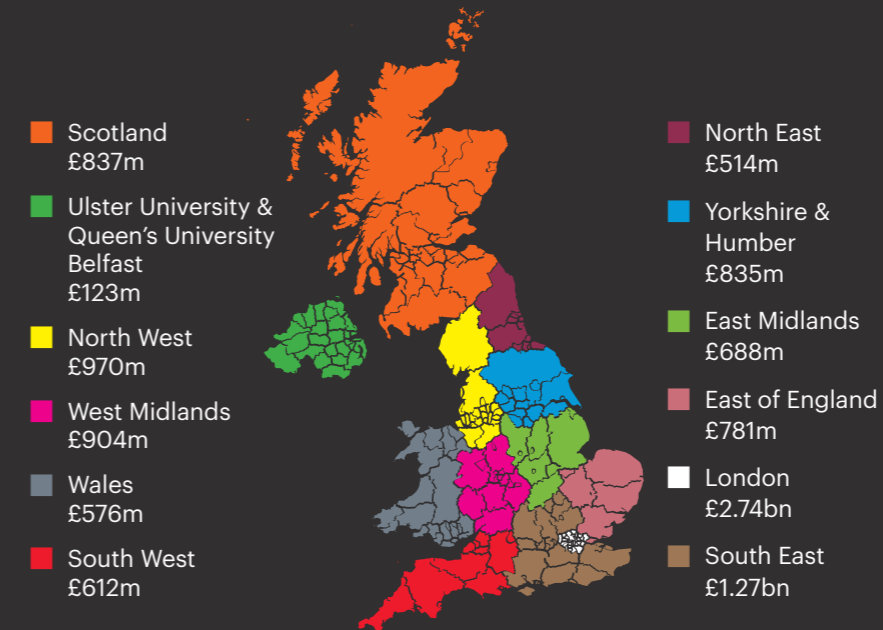 Scotland
£837m
Ulster University &
Queen's University
Belfast
£123m
North West
£970m
West Midlands
£904m
Wales
£576m
South West
£612m
North East
£514m
Yorkshire &
Humber
£835m
East Midlands
£688m
East of England
£781m
London
£2.74bn
South East
£1.27bn